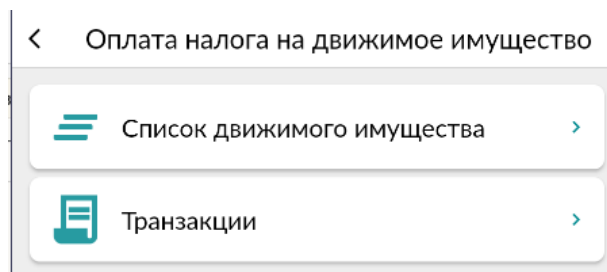 Оплата налога на движимое имущество
Список движимого имущества
Транзакции